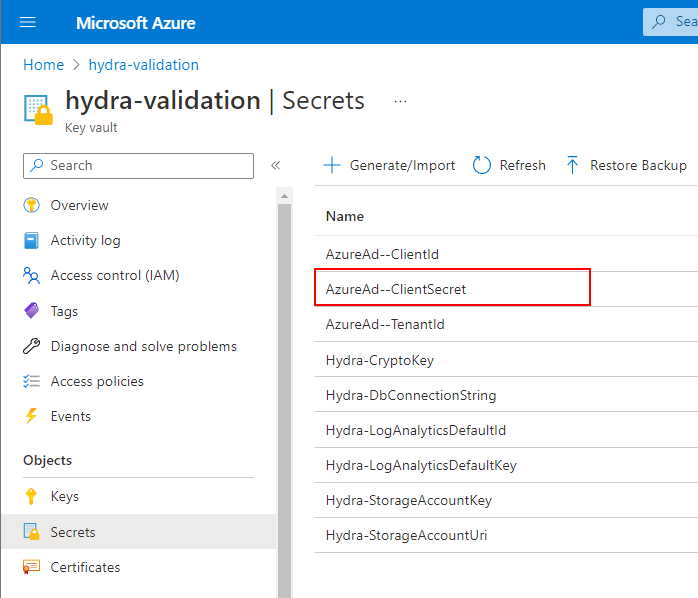 Microsoft Azure
Sea
Home > hydra-validation
hydra-validation | Secrets ...
Key vault
Search
«
Generate/Import
Refresh
Restore Backup
Overview
Activity log
Access control (IAM)
Tags
Diagnose and solve problems
Access policies
Events
Objects
Keys
Secrets
Certificates
Name
AzureAd--ClientId
AzureAd--ClientSecret
AzureAd--TenantId
Hydra-CryptoKey
Hydra-DbConnectionString
Hydra-LogAnalyticsDefaultId
Hydra-LogAnalyticsDefaultKey
Hydra-StorageAccountKey
Hydra-StorageAccountUri